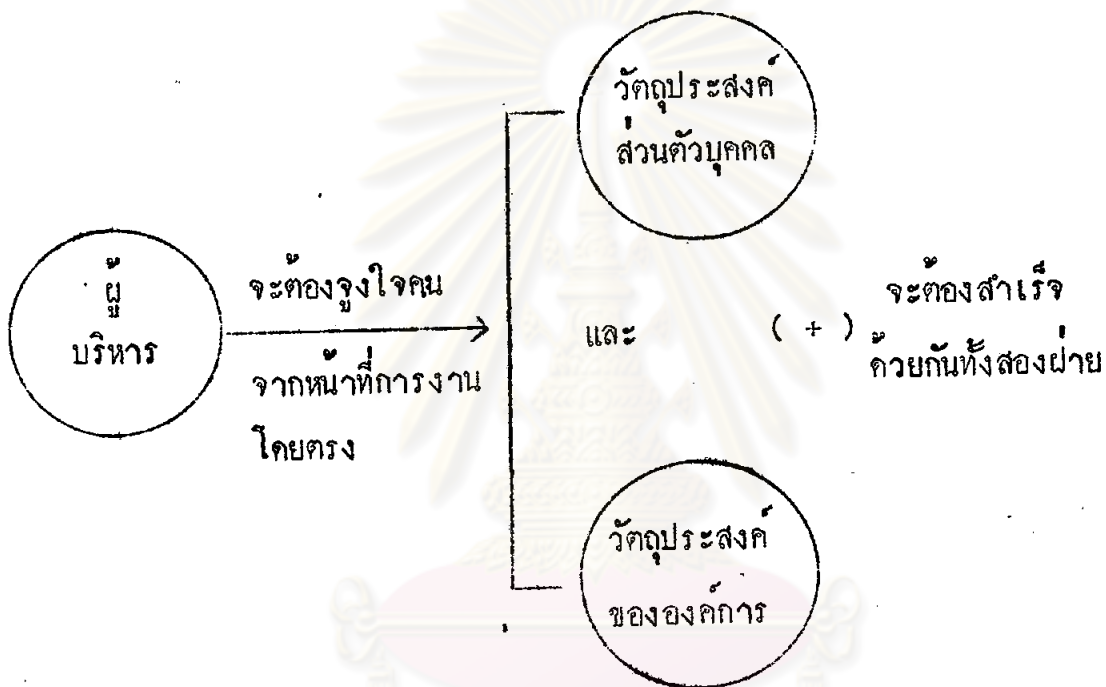 ผู้
บริหาร
จะต้องจูงใจคน
จากหน้าที่การงาน
โดยตรง
วัตถุประสงค์
ส่วนตัวบุคคล
และ
วัตถุประสงค์
ขององค์การ
( + )
จะต้องสำเร็จ
ด้วยกันทั้งสองฝ่าย